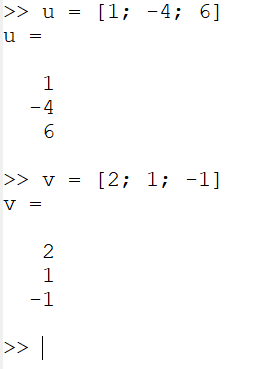 >> u = [1; -4; 6]
u =
1
-4
6
>> v = [2; 1; -1]
v =
2
1
-1
>>